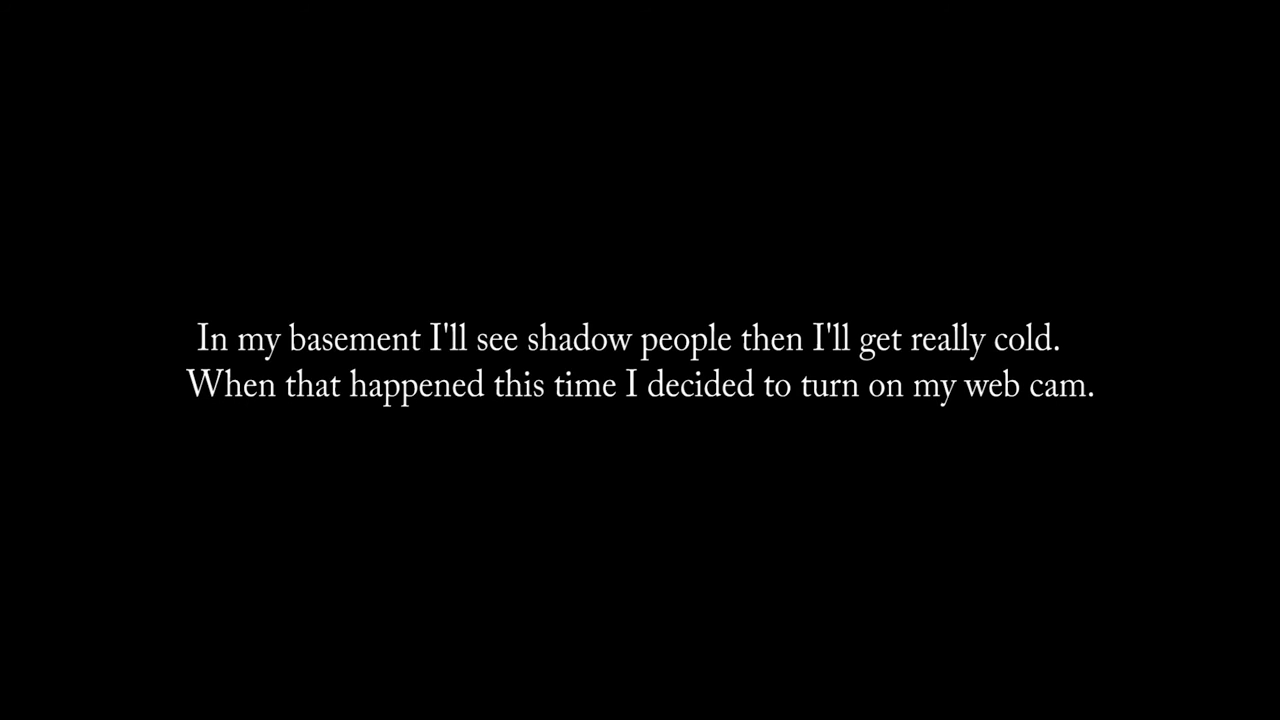 In my basement I'll see shadow people then I'll get really cold.
When that happened this time I decided to turn on my web cam.